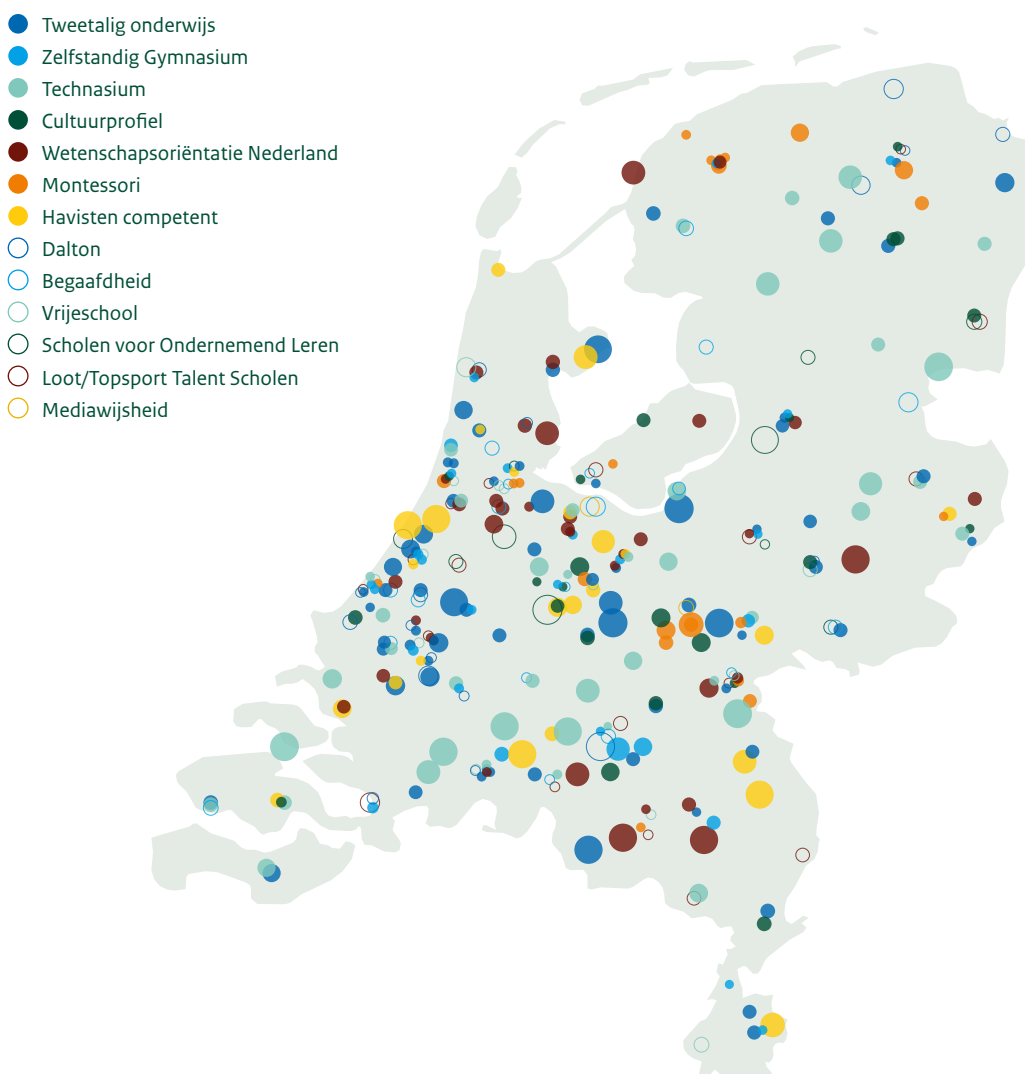 Tweetalig onderwijs
Zelfstandig Gymnasium
Technasium
Cultuurprofiel
Wetenschapsoriëntatie Nederland
Montessori
Havisten competent
Dalton
Begaafdheid
Vrijeschool
Scholen voor Ondernemend Leren
Loot/Topsport Talent Scholen
Mediawijsheid